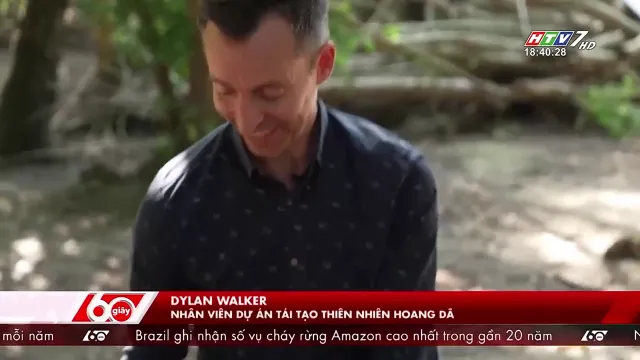 HTV7 HD
18:40:28
60 giây
DYLAN WALKER
NHÂN VIÊN DỰ ÁN TÁI TẠO THIÊN NHIÊN HOANG DÃ
mỗi năm 60 Brazil ghi nhận số vụ cháy rừng Amazon cao nhất trong gần 20 năm 60